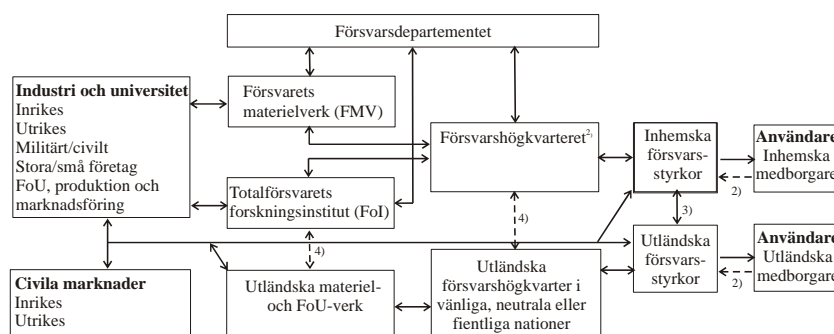 Försvarsdepartementet
Industri och universitet
Inrikes
Utrikes
Militärt/civilt
Stora/små företag
FoU, produktion och
marknadsföring
Försvarets
materielverk (FMV)
Försvarshögkvarteret2)
Inhemska
försvars-
styrkor
Användare
Inhemska
medborgare
2)
Totalförsvarets
forskningsinstitut (FoI)
4)
4)
3)
Civila marknader
Inrikes
Utrikes
Utländska materiel-
och FoU-verk
Utländska
försvarshögkvarter i
vänliga, neutrala eller
fientliga nationer
Utländska
försvars-
styrkor
Användare
Utländska
medborgare
2)